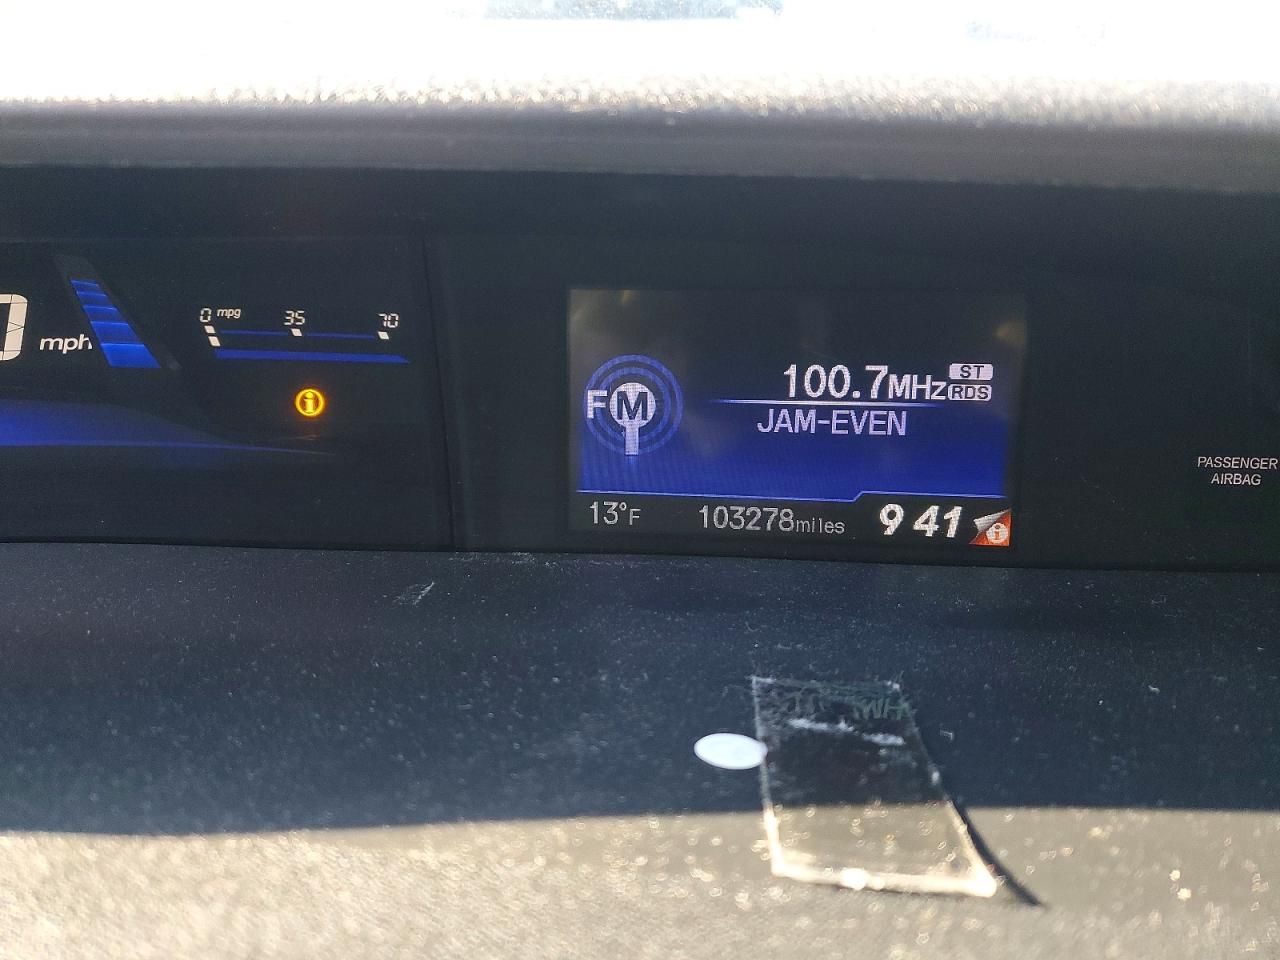 0 mpg 35 70
mph
i
FM
100.7MHz ST
RDS
JAM-EVEN
13°F 103278miles 9 41 i
PASSENGER
AIRBAG